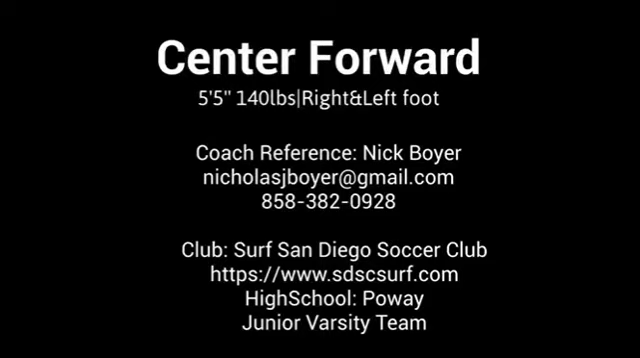 Center Forward
5'5" 140lbs|Right&Left foot
Coach Reference: Nick Boyer
nicholasjboyer@gmail.com
858-382-0928
Club: Surf San Diego Soccer Club
https://www.sdscsurf.com
HighSchool: Poway
Junior Varsity Team